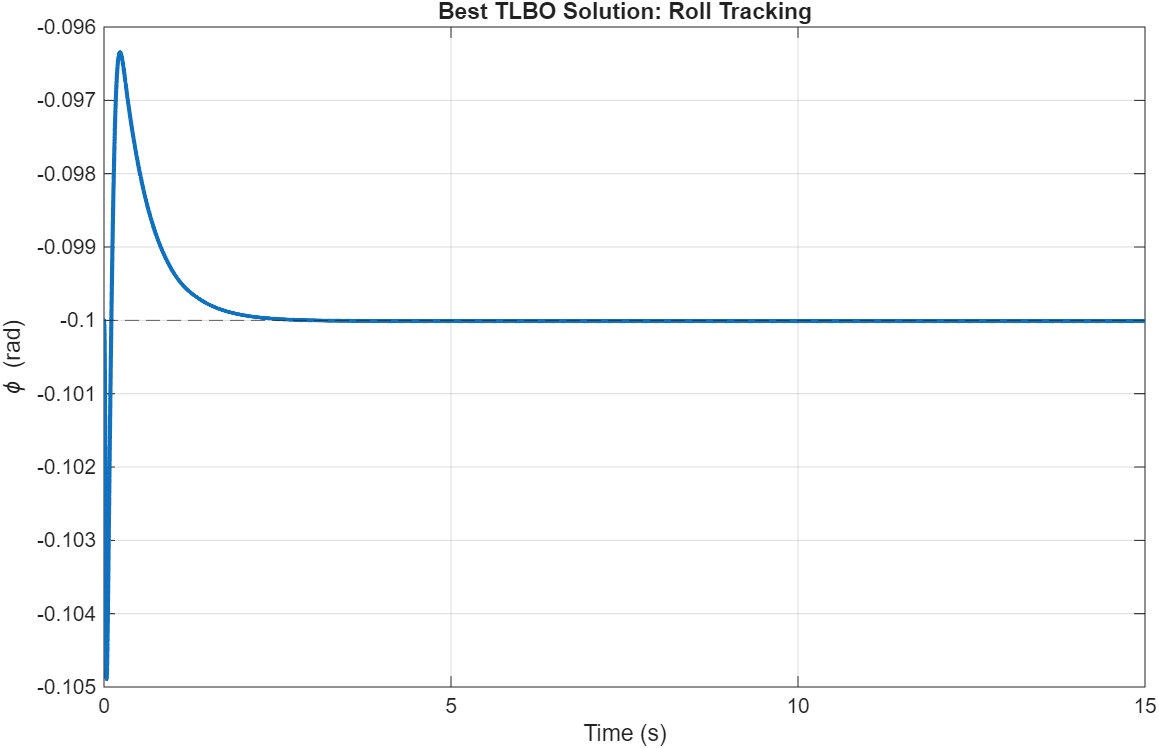 Best TLBO Solution: Roll Tracking
-0.096
-0.097
-0.098
-0.099
-0.1
-0.101
-0.102
-0.103
-0.104
-0.105
ϕ (rad)
0 5 10 15
Time (s)